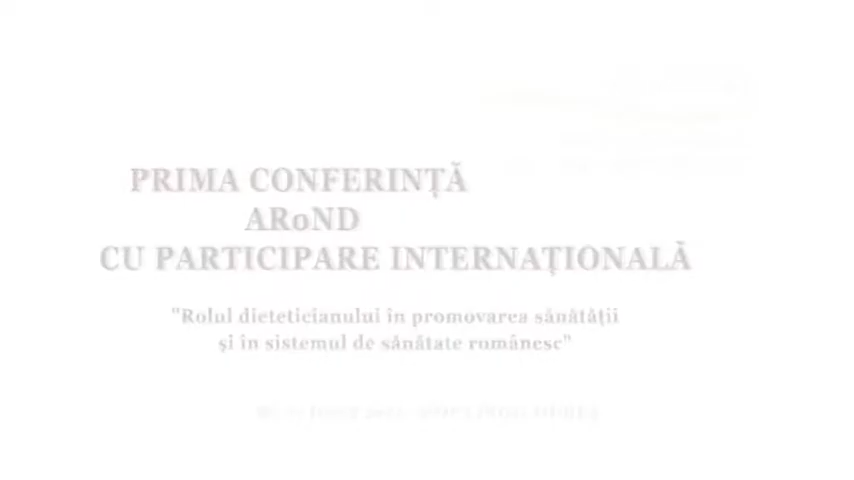 PRIMA CONFERINȚĂ
ARoND
CU PARTICIPARE INTERNAȚIONALĂ
"Rolul dieteticianului în promovarea sănătății
și în sistemul de sănătate românesc"